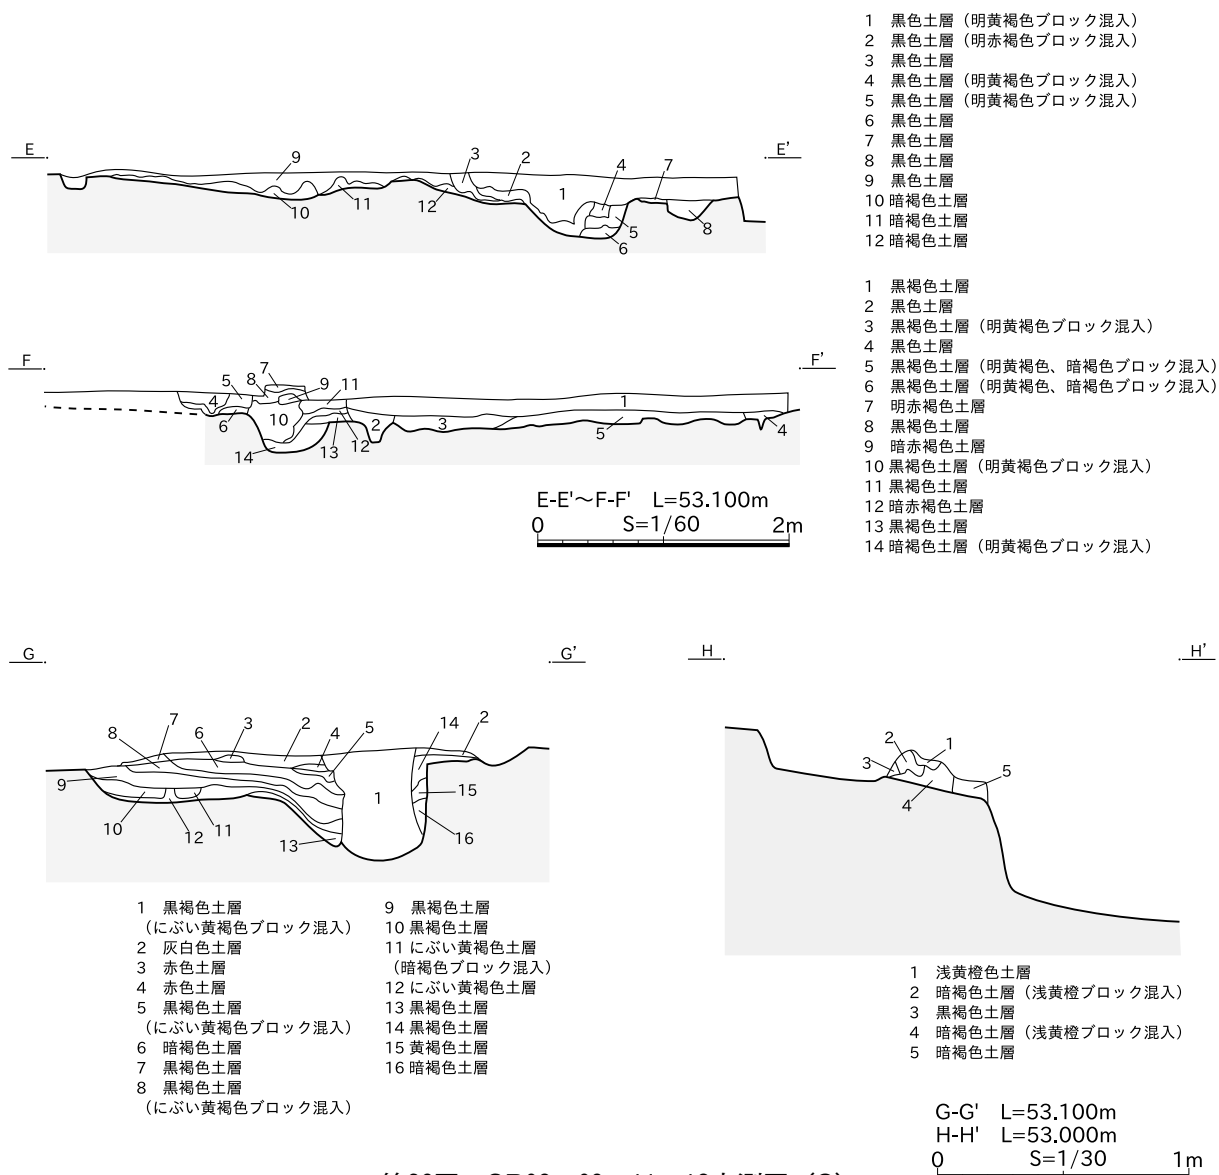 1 黒色土層（明黄褐色ブロック混入）
2 黒色土層（明赤褐色ブロック混入）
3 黒色土層
4 黒色土層（明黄褐色ブロック混入）
5 黒色土層（明黄褐色ブロック混入）
6 黒色土層
7 黒色土層
8 黒色土層
9 黒色土層
10 暗褐色土層
11 暗褐色土層
12 暗褐色土層
E E'
9 3 2 4 7
1
10 11 12 5 8
6
1 黒褐色土層
2 黒色土層
3 黒褐色土層（明黄褐色ブロック混入）
4 黒色土層
5 黒褐色土層（明黄褐色、暗褐色ブロック混入）
6 黒褐色土層（明黄褐色、暗褐色ブロック混入）
7 明赤褐色土層
8 黒褐色土層
9 暗赤褐色土層
10 黒褐色土層（明黄褐色ブロック混入）
11 黒褐色土層
12 暗赤褐色土層
13 黒褐色土層
14 暗褐色土層（明黄褐色ブロック混入）
F F'
5 8 7 9 11
4 1
6 10 2 3 5 4
14 13 12
E-E'～F-F' L=53.100m
0 S=1/60 2m
G G'
8 7 6 3 2 4 5 14 2
9 1 15
10 12 11 13 16
1 黒褐色土層
（にぶい黄褐色ブロック混入）
2 灰白色土層
3 赤色土層
4 赤色土層
5 黒褐色土層
（にぶい黄褐色ブロック混入）
6 暗褐色土層
7 黒褐色土層
8 黒褐色土層
（にぶい黄褐色ブロック混入）
9 黒褐色土層
10 黒褐色土層
11 にぶい黄褐色土層
（暗褐色ブロック混入）
12 にぶい黄褐色土層
13 黒褐色土層
14 黒褐色土層
15 黄褐色土層
16 暗褐色土層
H H'
2 1
3 5
4
1 浅黄橙色土層
2 暗褐色土層（浅黄橙ブロック混入）
3 黒褐色土層
4 暗褐色土層（浅黄橙ブロック混入）
5 暗褐色土層
G-G' L=53.100m
H-H' L=53.000m
0 S=1/30 1m